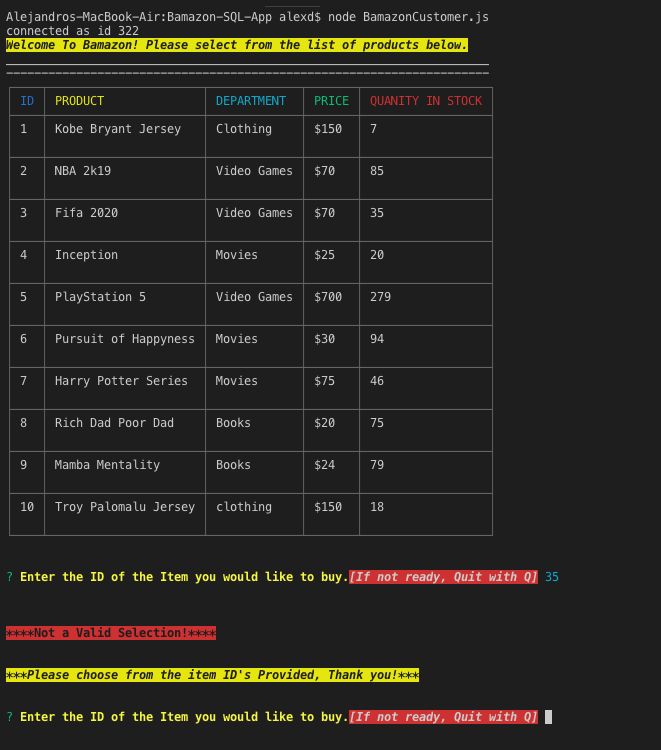 Alejandros-MacBook-Air:Bamazon-SQL-App alexd$ node BamazonCustomer.js
connected as id 322
Welcome To Bamazon! Please select from the list of products below.
ID PRODUCT DEPARTMENT PRICE QUANITY IN STOCK
1 Kobe Bryant Jersey Clothing $150 7
2 NBA 2k19 Video Games $70 85
3 Fifa 2020 Video Games $70 35
4 Inception Movies $25 20
5 PlayStation 5 Video Games $700 279
6 Pursuit of Happyness Movies $30 94
7 Harry Potter Series Movies $75 46
8 Rich Dad Poor Dad Books $20 75
9 Mamba Mentality Books $24 79
10 Troy Palomalu Jersey clothing $150 18
? Enter the ID of the Item you would like to buy.[If not ready, Quit with Q] 35
****Not a Valid Selection!****
***Please choose from the item ID's Provided, Thank you!***
? Enter the ID of the Item you would like to buy.[If not ready, Quit with Q]